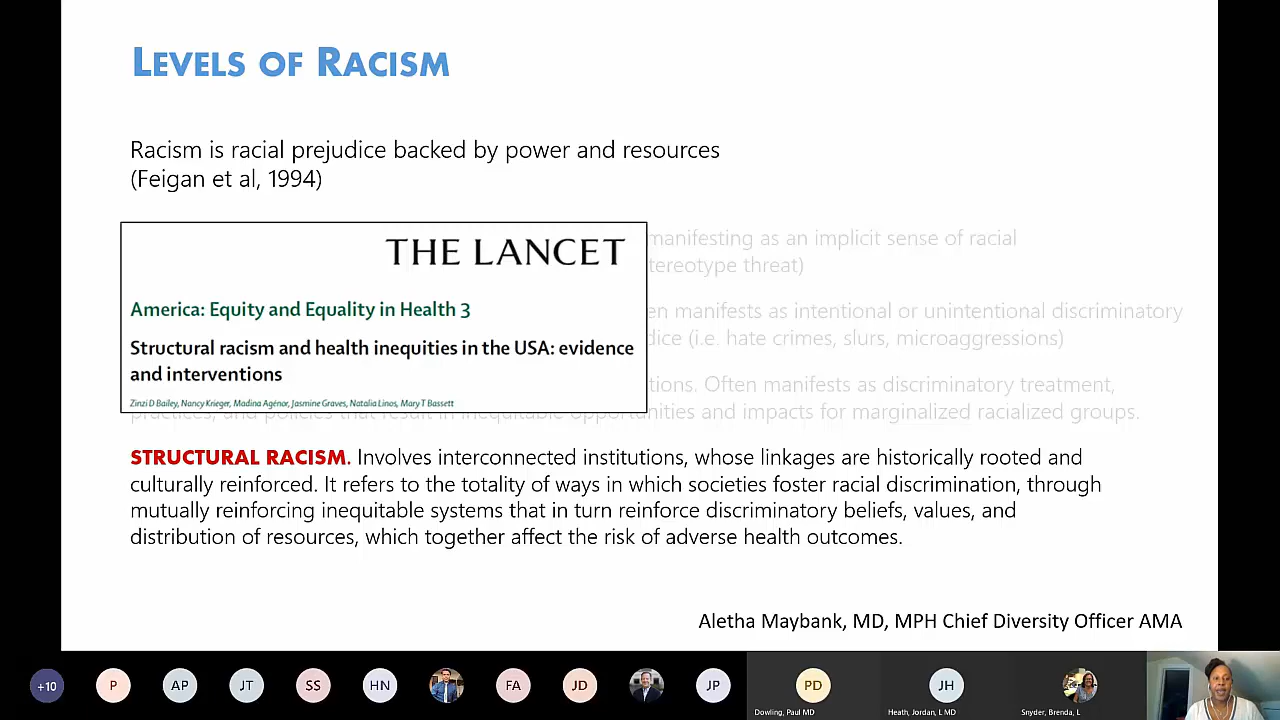 LEVELS OF RACISM
Racism is racial prejudice backed by power and resources
(Feigan et al, 1994)
THE LANCET
America: Equity and Equality in Health 3
Structural racism and health inequities in the USA: evidence
and interventions
Zinzi D Bailey, Nancy Krieger, Madina Agénor, Jasmine Graves, Natalia Linos, Mary T Bassett
manifesting as an implicit sense of racial
tereotype threat)
en manifests as intentional or unintentional discriminatory
dice (i.e. hate crimes, slurs, microaggressions)
tions. Often manifests as discriminatory treatment,
practices, and policies that result in inequitable opportunities and impacts for marginalized racialized groups.
STRUCTURAL RACISM. Involves interconnected institutions, whose linkages are historically rooted and
culturally reinforced. It refers to the totality of ways in which societies foster racial discrimination, through
mutually reinforcing inequitable systems that in turn reinforce discriminatory beliefs, values, and
distribution of resources, which together affect the risk of adverse health outcomes.
Aletha Maybank, MD, MPH Chief Diversity Officer AMA
+10 P AP JT SS HN FA JD JP PD JH
Dowling, Paul MD Heath, Jordan, L MD Snyder, Brenda, L